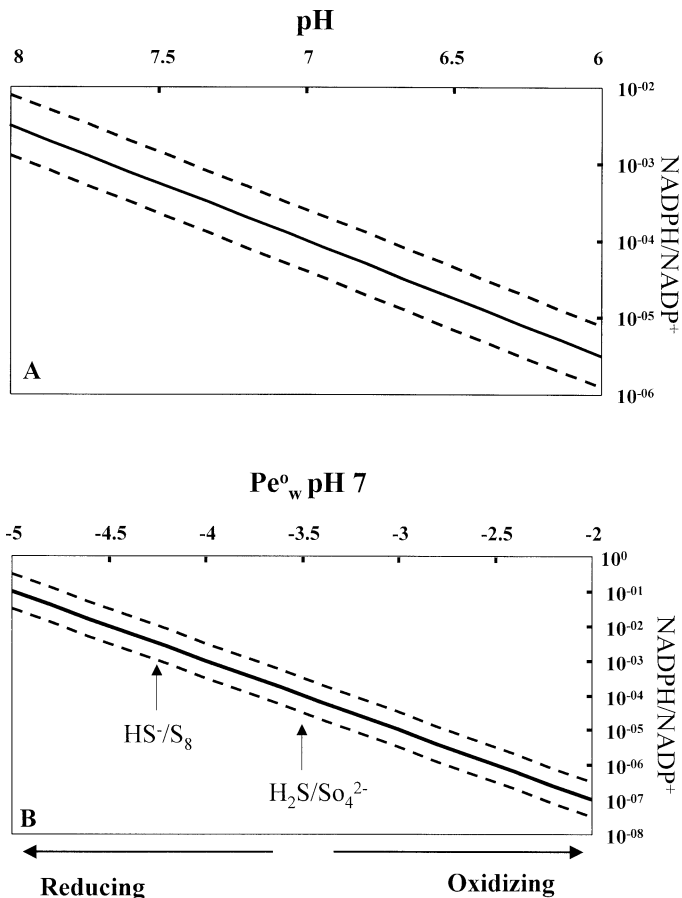 pH
8 7.5 7 6.5 6
10⁻⁰²
10⁻⁰³
10⁻⁰⁴
10⁻⁰⁵
10⁻⁰⁶
NADPH/NADP⁺
A
Peᵒw pH 7
-5 -4.5 -4 -3.5 -3 -2.5 -2
10⁰
10⁻⁰¹
10⁻⁰²
10⁻⁰³
10⁻⁰⁴
10⁻⁰⁵
10⁻⁰⁶
10⁻⁰⁷
10⁻⁰⁸
NADPH/NADP⁺
HS⁻/S₈
H₂S/So₄²⁻
B
Reducing Oxidizing